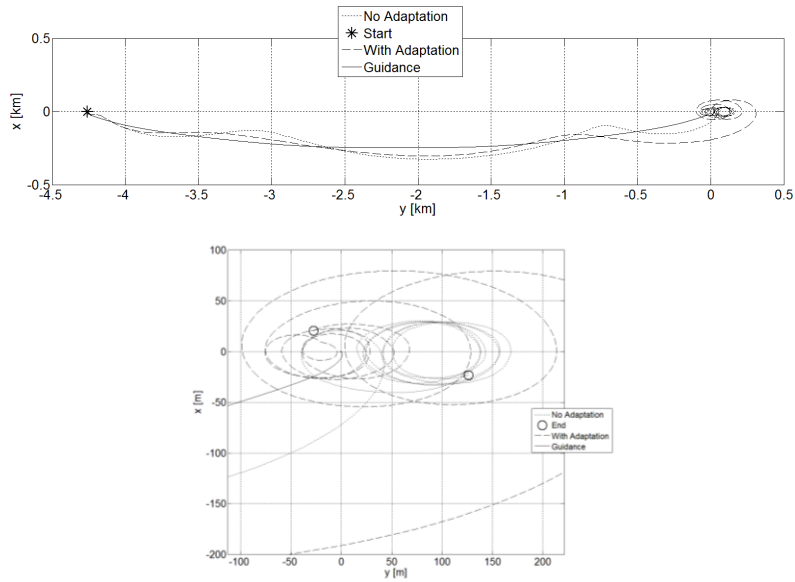 No Adaptation
Start
With Adaptation
Guidance
0.5
0
-0.5
x [km]
-4.5 -4 -3.5 -3 -2.5 -2 -1.5 -1 -0.5 0 0.5
y [km]
100
50
0
-50
-100
-150
-200
x [m]
No Adaptation
End
With Adaptation
Guidance
-100 -50 0 50 100 150 200
y [m]